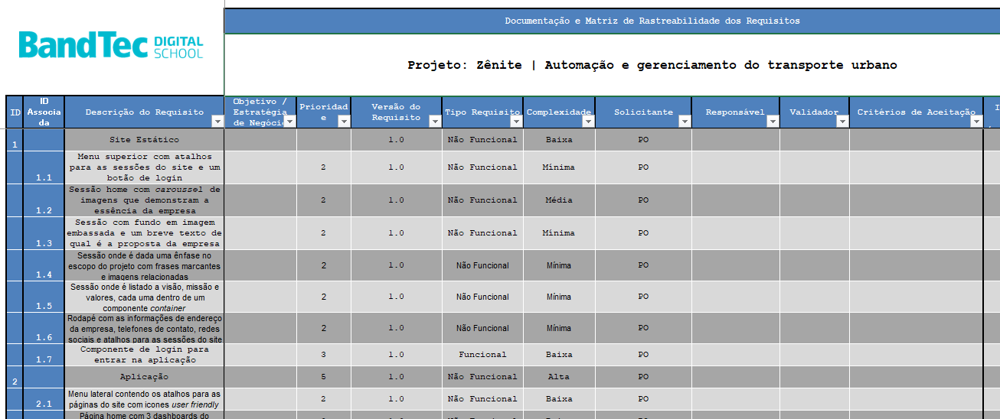 BandTec DIGITAL SCHOOL
Documentação e Matriz de Rastreabilidade dos Requisitos
Projeto: Zênite | Automação e gerenciamento do transporte urbano
ID
ID
Associa
da
Descrição do Requisito
Objetivo /
Estratégia
de Negóci
Prioridad
e
Versão do
Requisito
Tipo Requisito
Complexidade
Solicitante
Responsável
Validador
Critérios de Aceitação
1
Site Estático
1.0
Não Funcional
Baixa
PO
1.1
Menu superior com atalhos
para as sessões do site e um
botão de login
2
1.0
Não Funcional
Mínima
PO
1.2
Sessão home com caroussel de
imagens que demonstram a
essência da empresa
2
1.0
Não Funcional
Média
PO
1.3
Sessão com fundo em imagem
embassada e um breve texto de
qual é a proposta da empresa
2
1.0
Não Funcional
Mínima
PO
1.4
Sessão onde é dada uma ênfase no
escopo do projeto com frases marcantes
e imagens relacionadas
2
1.0
Não Funcional
Mínima
PO
1.5
Sessão onde é listado a visão, missão e
valores, cada uma dentro de um
componente container
2
1.0
Não Funcional
Mínima
PO
1.6
Rodapé com as informações de endereço
da empresa, telefones de contato, redes
sociais e atalhos para as sessões do site
2
1.0
Não Funcional
Mínima
PO
1.7
Componente de login para
entrar na aplicação
3
1.0
Funcional
Baixa
PO
2
Aplicação
5
1.0
Não Funcional
Alta
PO
2.1
Menu lateral contendo os atalhos para as
páginas do site com icones user friendly
2
1.0
Não Funcional
Baixa
PO
Página home com 3 dashboards do